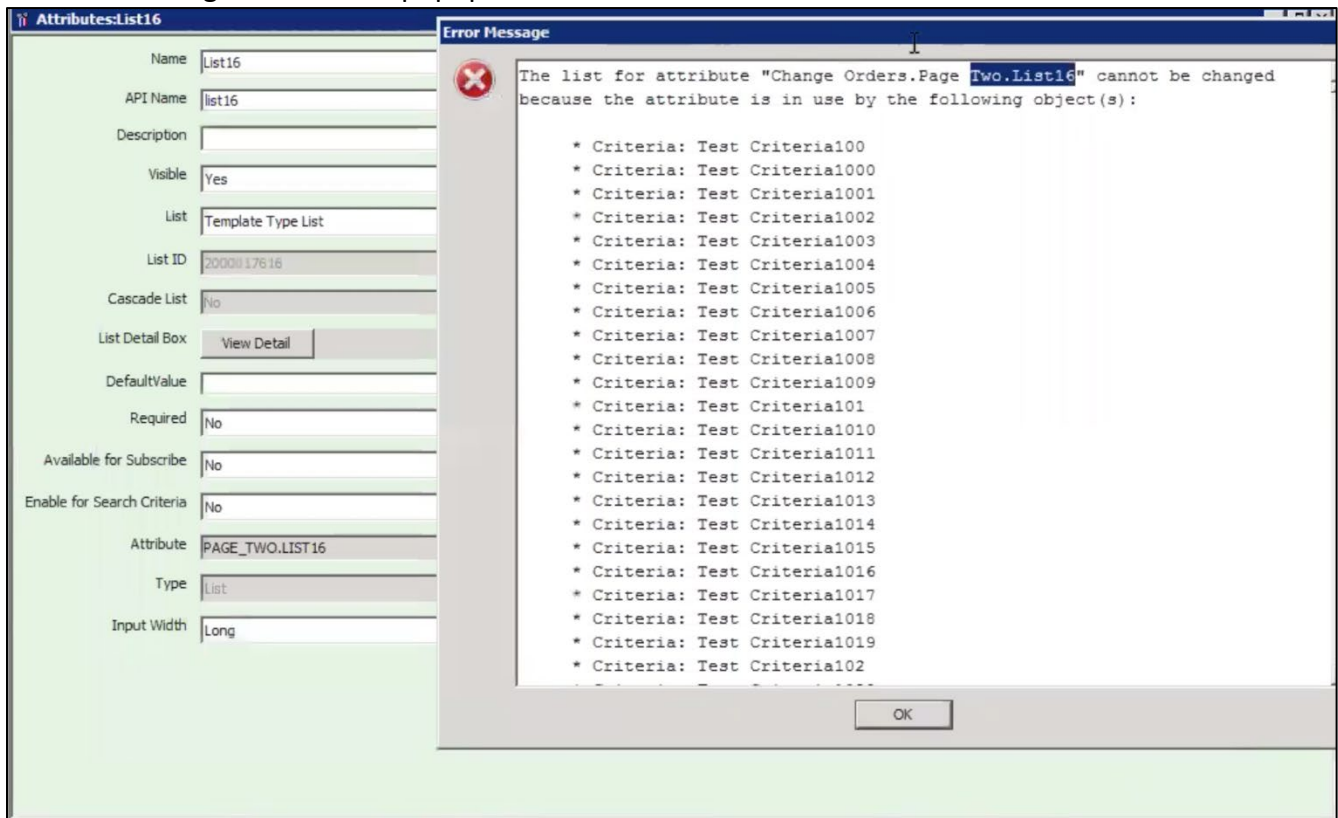 Attributes:List16
Name List16
API Name list16
Description
Visible Yes
List Template Type List
List ID 2000017616
Cascade List No
List Detail Box View Detail
DefaultValue
Required No
Available for Subscribe No
Enable for Search Criteria No
Attribute PAGE_TWO.LIST16
Type List
Input Width Long
Error Message
The list for attribute "Change Orders.Page Two.List16" cannot be changed
because the attribute is in use by the following object(s):
* Criteria: Test Criteria100
* Criteria: Test Criteria1000
* Criteria: Test Criteria1001
* Criteria: Test Criteria1002
* Criteria: Test Criteria1003
* Criteria: Test Criteria1004
* Criteria: Test Criteria1005
* Criteria: Test Criteria1006
* Criteria: Test Criteria1007
* Criteria: Test Criteria1008
* Criteria: Test Criteria1009
* Criteria: Test Criteria101
* Criteria: Test Criteria1010
* Criteria: Test Criteria1011
* Criteria: Test Criteria1012
* Criteria: Test Criteria1013
* Criteria: Test Criteria1014
* Criteria: Test Criteria1015
* Criteria: Test Criteria1016
* Criteria: Test Criteria1017
* Criteria: Test Criteria1018
* Criteria: Test Criteria1019
* Criteria: Test Criteria102
OK